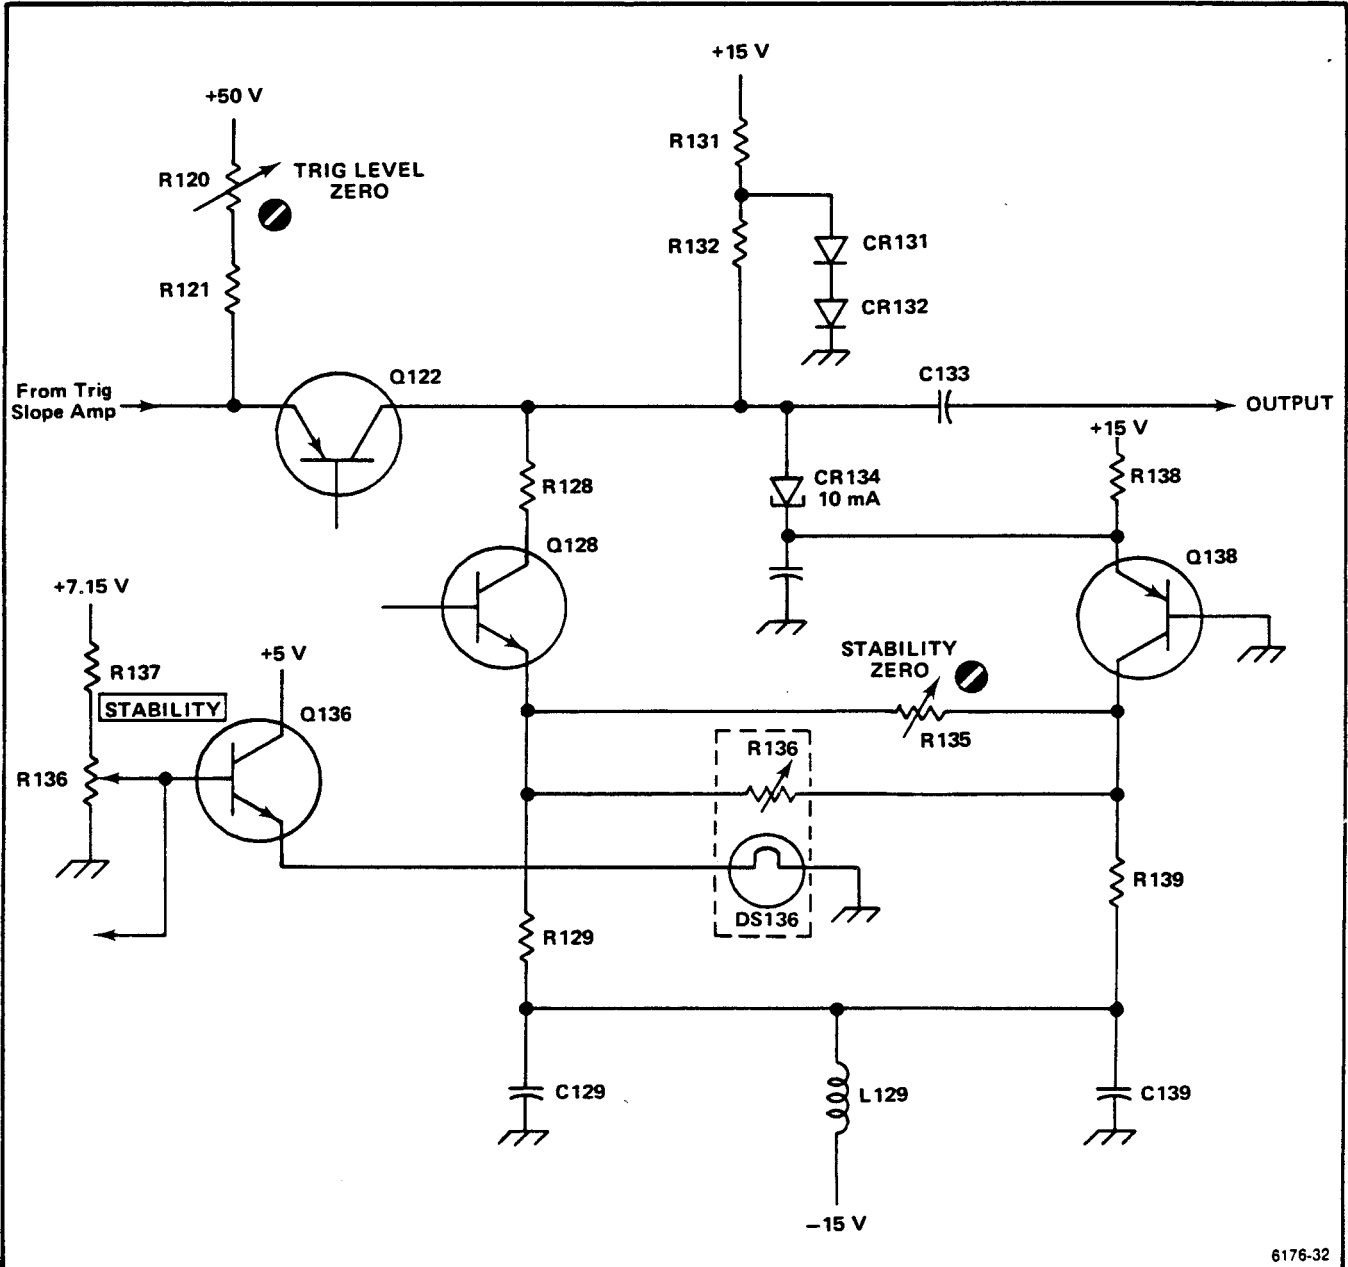 +15 V
+50 V
R131
R120
TRIG LEVEL
ZERO
R132
CR131
R121
CR132
From Trig
Slope Amp
Q122
C133
OUTPUT
+15 V
R128
CR134
10 mA
R138
Q128
Q138
+7.15 V
R137
+5 V
STABILITY
ZERO
STABILITY
Q136
R135
R136
R136
R139
DS136
R129
C129
L129
C139
−15 V
6176-32